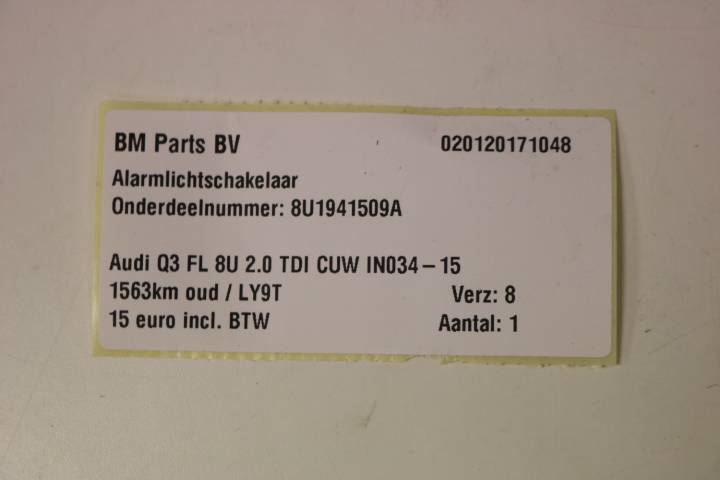 BM Parts BV 020120171048
Alarmlichtschakelaar
Onderdeelnummer: 8U1941509A
Audi Q3 FL 8U 2.0 TDI CUW IN034-15
1563km oud / LY9T Verz: 8
15 euro incl. BTW Aantal: 1